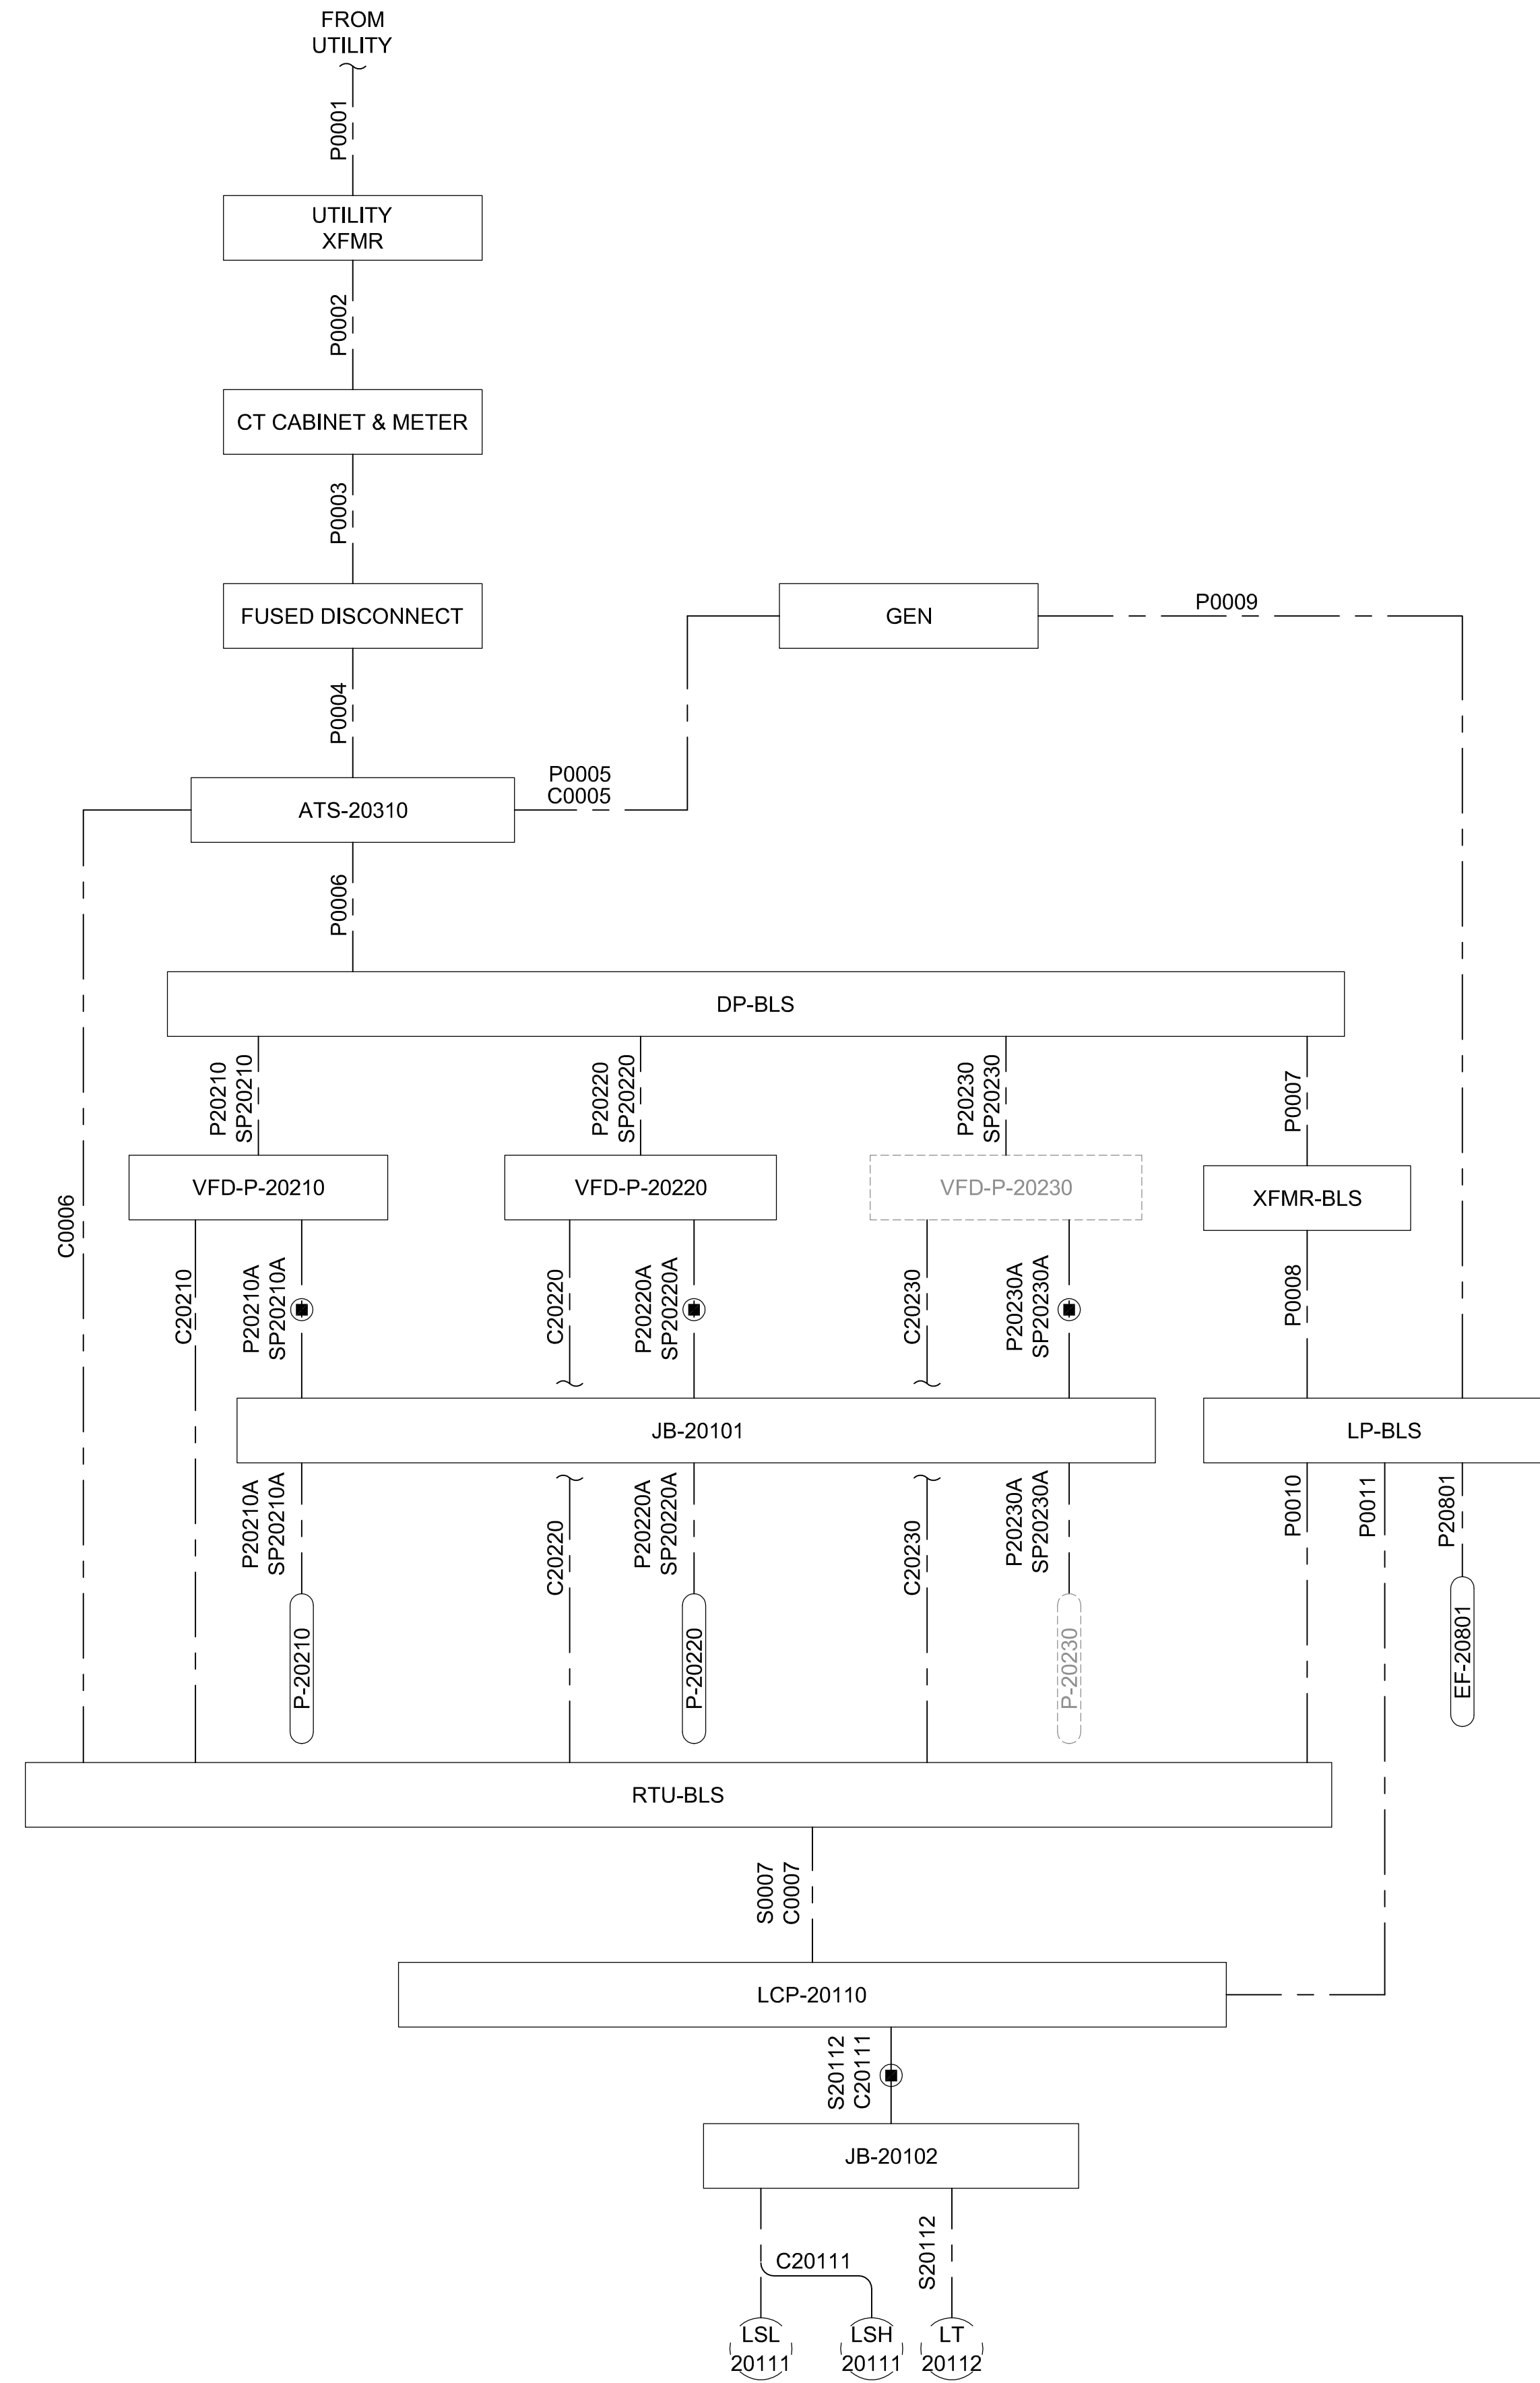 FROM
UTILITY
P0001
UTILITY
XFMR
P0002
CT CABINET & METER
P0003
FUSED DISCONNECT
GEN
P0009
P0004
ATS-20310
P0005
C0005
P0006
DP-BLS
P20210
SP20210
P20220
SP20220
P20230
SP20230
P0007
VFD-P-20210
VFD-P-20220
VFD-P-20230
XFMR-BLS
C0006
C20210
P20210A
SP20210A
C20220
P20220A
SP20220A
C20230
P20230A
SP20230A
P0008
JB-20101
LP-BLS
P20210A
SP20210A
C20220
P20220A
SP20220A
C20230
P20230A
SP20230A
P0010
P0011
P20801
P-20210
P-20220
P-20230
EF-20801
RTU-BLS
S0007
C0007
LCP-20110
S20112
C20111
JB-20102
C20111
S20112
LSL
20111
LSH
20111
LT
20112